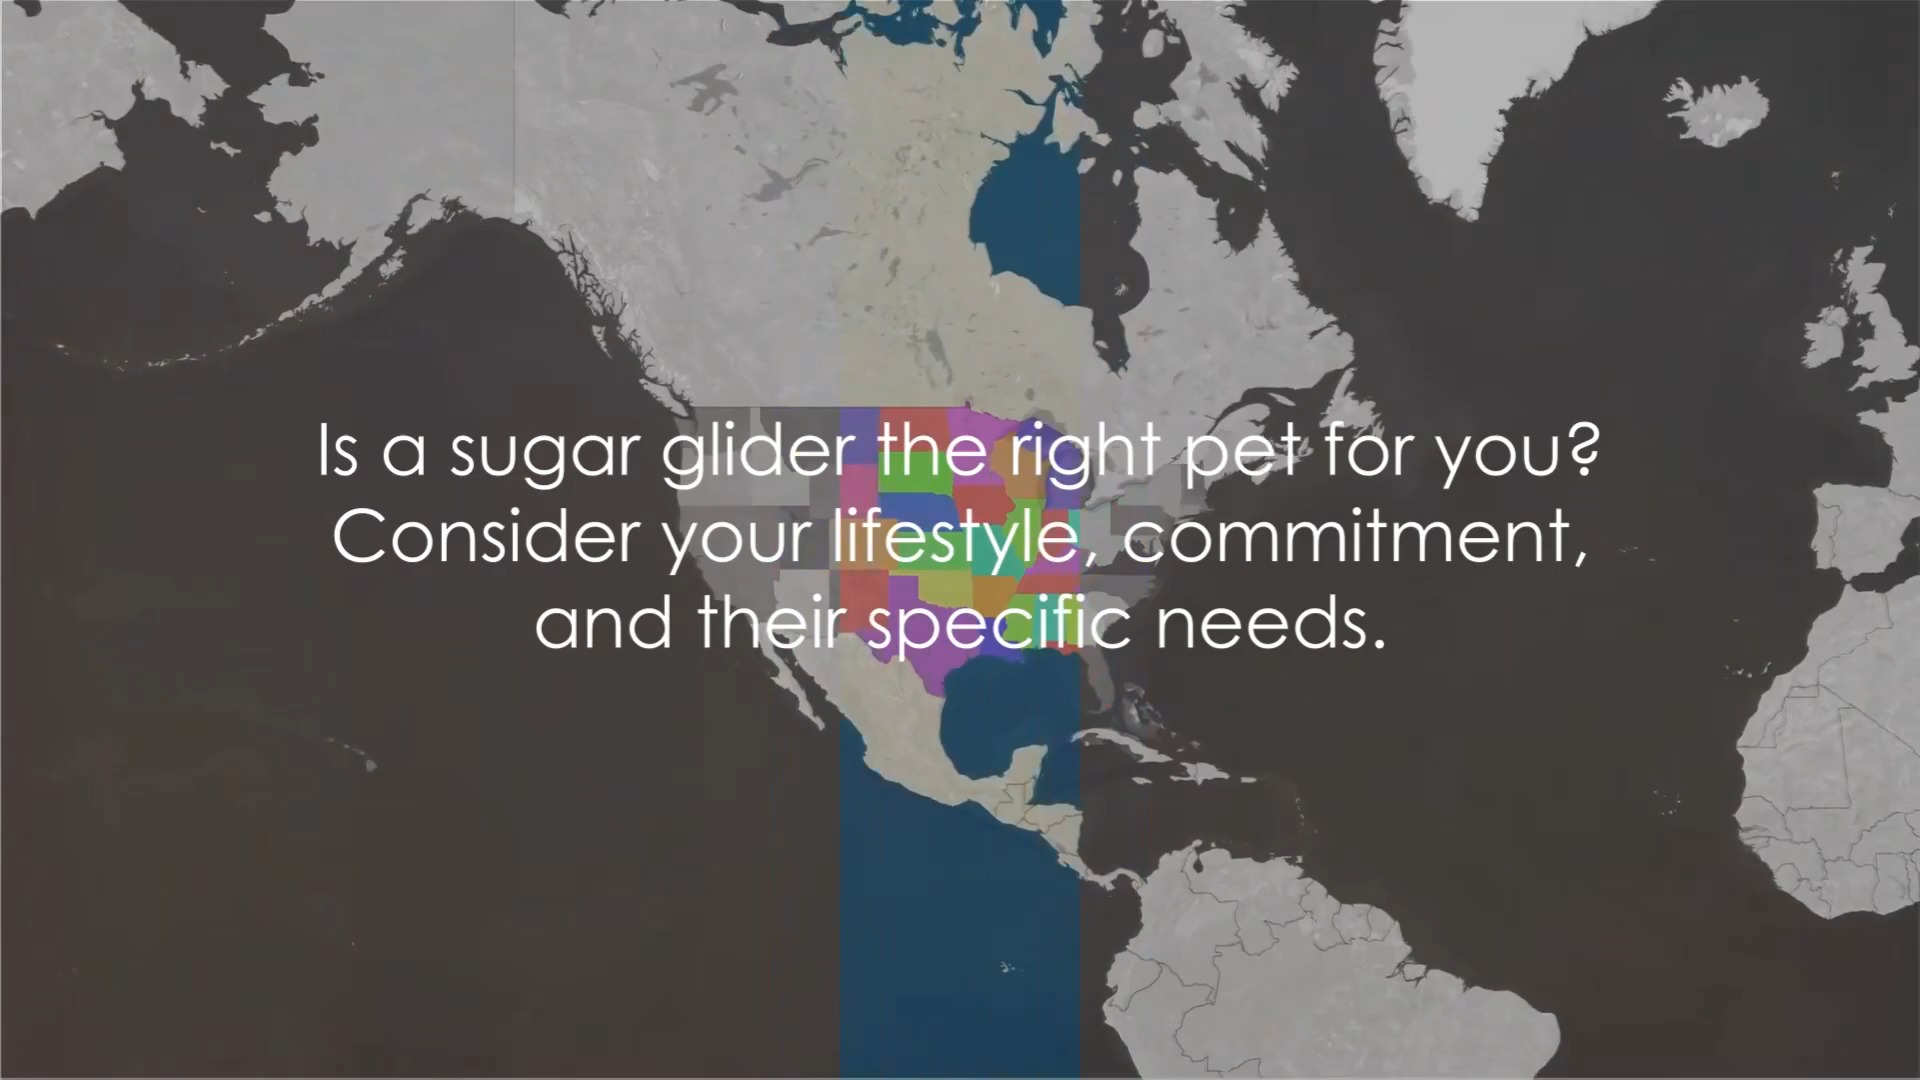 Is a sugar glider the right pet for you?
Consider your lifestyle, commitment,
and their specific needs.